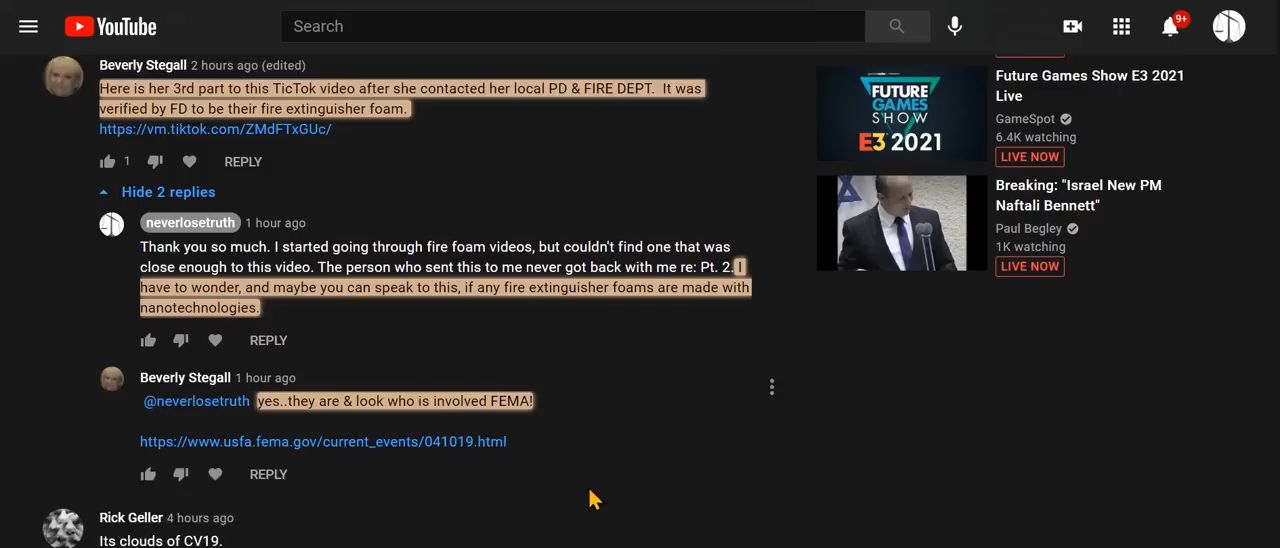 YouTube
Search
9+
Beverly Stegall 2 hours ago (edited)
Here is her 3rd part to this TicTok video after she contacted her local PD & FIRE DEPT. It was
verified by FD to be their fire extinguisher foam.
https://vm.tiktok.com/ZMdFTxGUc/
1 REPLY
Hide 2 replies
neverlosetruth 1 hour ago
Thank you so much. I started going through fire foam videos, but couldn't find one that was
close enough to this video. The person who sent this to me never got back with me re: Pt. 2. I
have to wonder, and maybe you can speak to this, if any fire extinguisher foams are made with
nanotechnologies.
REPLY
Beverly Stegall 1 hour ago
@neverlosetruth yes..they are & look who is involved FEMA!
https://www.usfa.fema.gov/current_events/041019.html
REPLY
Rick Geller 4 hours ago
Its clouds of CV19.
FUTURE
GAMES
SHOW
E3 2021
Future Games Show E3 2021
Live
GameSpot
6.4K watching
LIVE NOW
Breaking: "Israel New PM
Naftali Bennett"
Paul Begley
1K watching
LIVE NOW